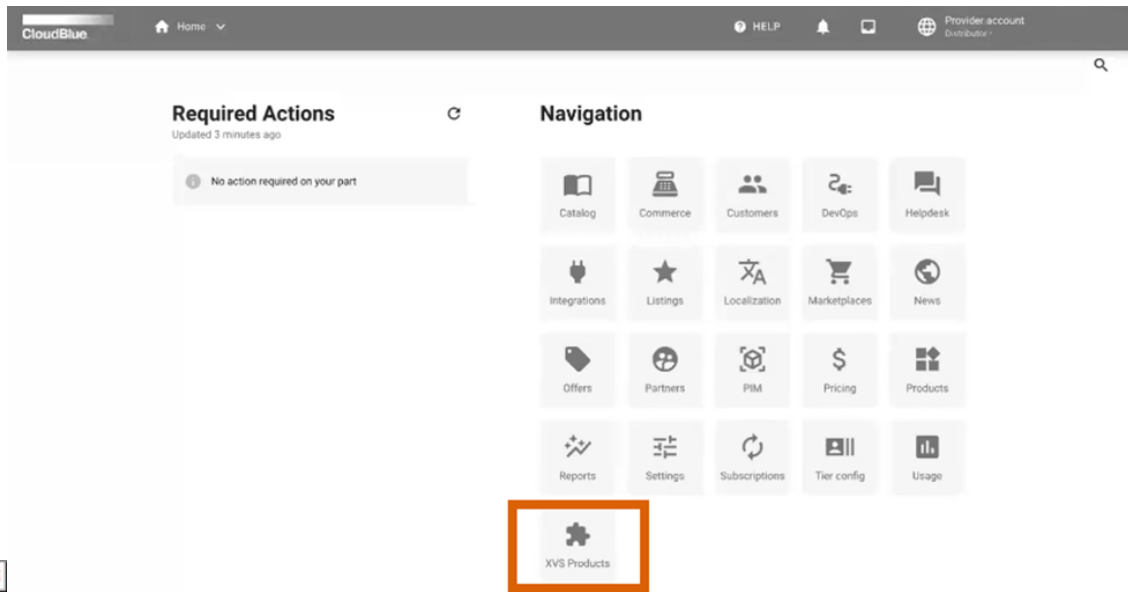 CloudBlue
Home
HELP
Provider account
Distributor
Required Actions
Updated 3 minutes ago
No action required on your part
Navigation
Catalog
Commerce
Customers
DevOps
Helpdesk
Integrations
Listings
Localization
Marketplaces
News
Offers
Partners
PIM
Pricing
Products
Reports
Settings
Subscriptions
Tier config
Usage
XVS Products